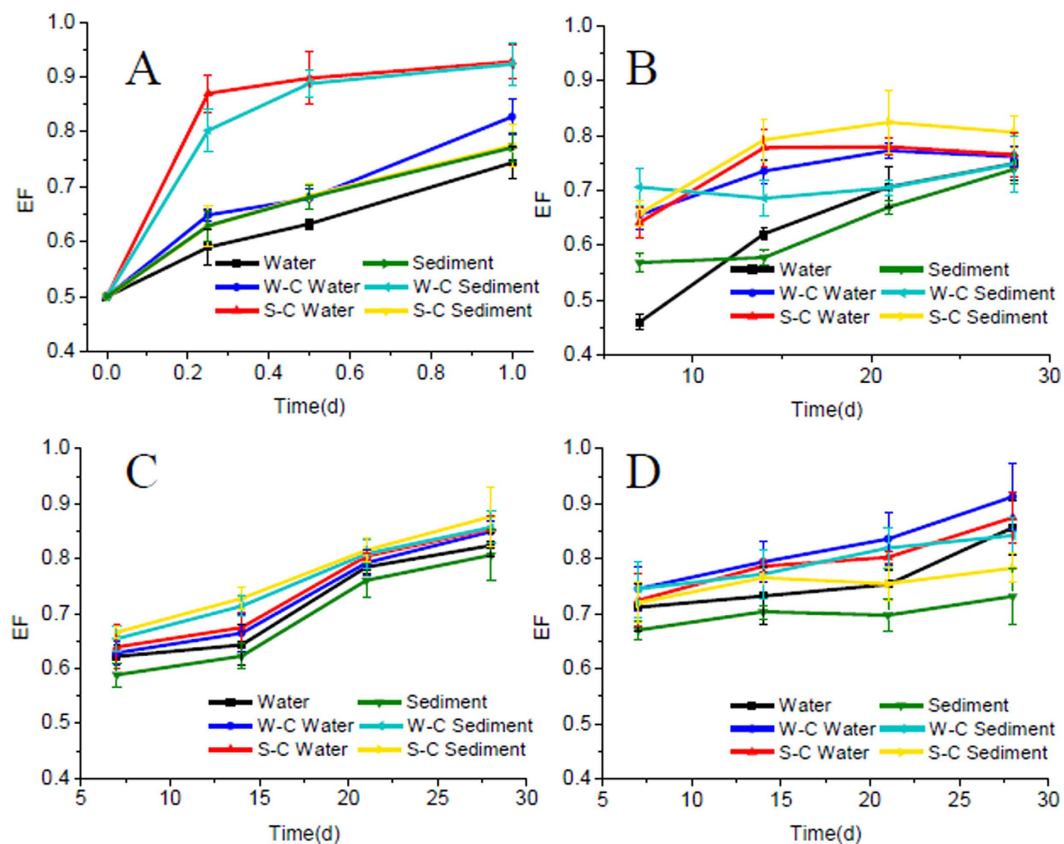 A
B
EF
1.0
0.9
0.8
0.7
0.6
0.5
0.4
Water
Sediment
W-C Water
W-C Sediment
S-C Water
S-C Sediment
0.0
0.2
0.4
0.6
0.8
1.0
Time(d)
EF
1.0
0.9
0.8
0.7
0.6
0.5
0.4
Water
Sediment
W-C Water
W-C Sediment
S-C Water
S-C Sediment
10
20
30
Time(d)
C
D
EF
1.0
0.9
0.8
0.7
0.6
0.5
0.4
Water
Sediment
W-C Water
W-C Sediment
S-C Water
S-C Sediment
5
10
15
20
25
30
Time(d)
EF
1.0
0.9
0.8
0.7
0.6
0.5
0.4
Water
Sediment
W-C Water
W-C Sediment
S-C Water
S-C Sediment
5
10
15
20
25
30
Time(d)